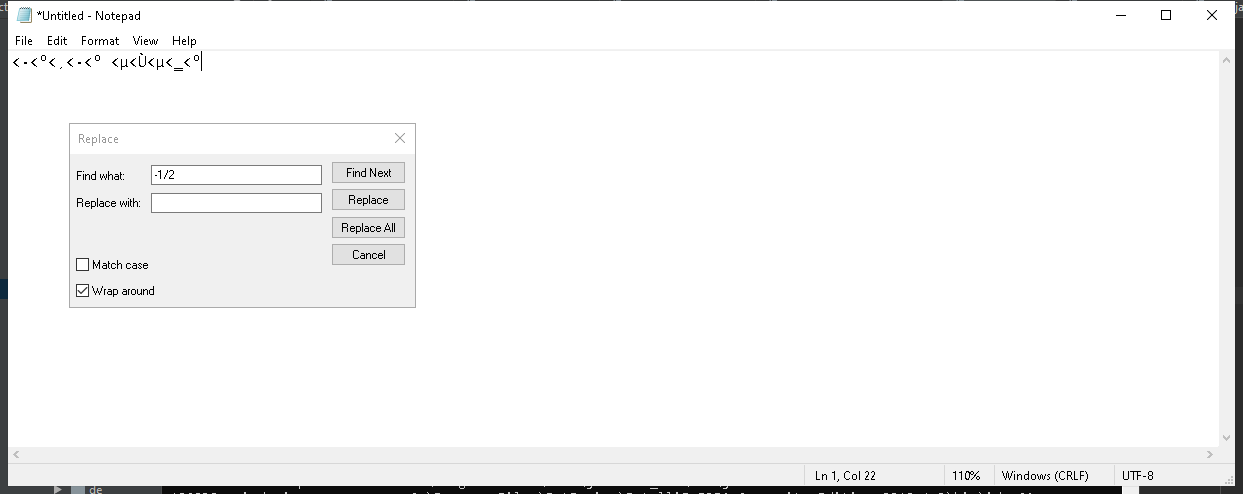 *Untitled - Notepad
File Edit Format View Help
<-<º<¸<-<º <µ<Ù<µ<‗<º
Replace
Find what: -1/2 Find Next
Replace with: Replace
Replace All
Cancel
Match case
Wrap around
Ln 1, Col 22 110% Windows (CRLF) UTF-8
de